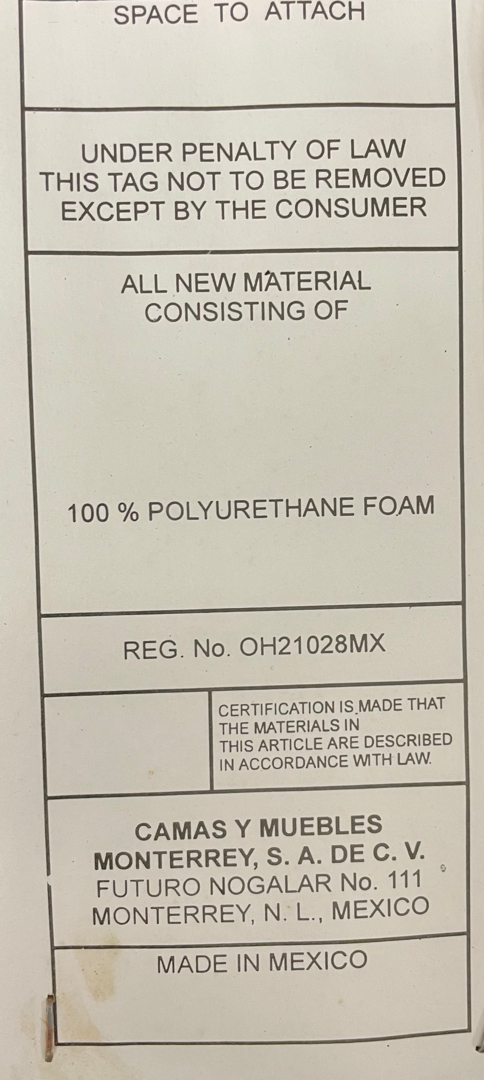 SPACE TO ATTACH
UNDER PENALTY OF LAW
THIS TAG NOT TO BE REMOVED
EXCEPT BY THE CONSUMER
ALL NEW MATERIAL
CONSISTING OF
100 % POLYURETHANE FOAM
REG. No. OH21028MX
CERTIFICATION IS MADE THAT
THE MATERIALS IN
THIS ARTICLE ARE DESCRIBED
IN ACCORDANCE WITH LAW.
CAMAS Y MUEBLES
MONTERREY, S. A. DE C. V.
FUTURO NOGALAR No. 111
MONTERREY, N. L., MEXICO
MADE IN MEXICO